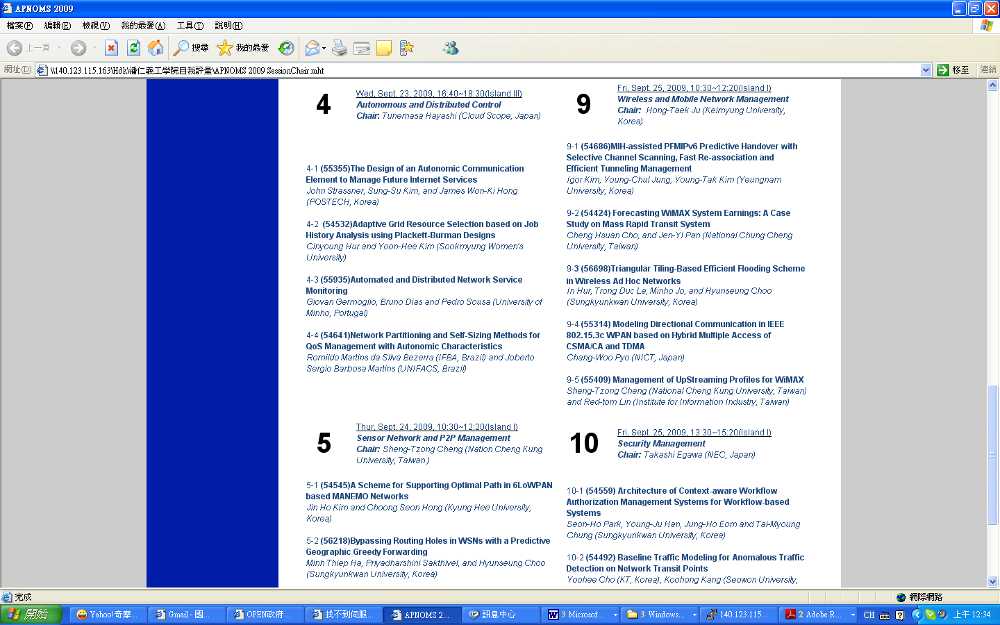 APNOMS 2009
檔案(F) 編輯(E) 檢視(V) 我的最愛(A) 工具(T) 說明(H)
上一頁 搜尋 我的最愛
網址(D) \\140.123.115.163\Hdk\潘仁義工學院自我評量\APNOMS 2009 SessionChair.mht 移至 連結
4
Wed, Sept. 23, 2009, 16:40~18:30(Island III)
Autonomous and Distributed Control
Chair: Tunemasa Hayashi (Cloud Scope, Japan)
4-1 (55355)The Design of an Autonomic Communication
Element to Manage Future Internet Services
John Strassner, Sung-Su Kim, and James Won-Ki Hong
(POSTECH, Korea)
4-2 (54532)Adaptive Grid Resource Selection based on Job
History Analysis using Plackett-Burman Designs
Cinyoung Hur and Yoon-Hee Kim (Sookmyung Women's
University)
4-3 (55935)Automated and Distributed Network Service
Monitoring
Giovan Germoglio, Bruno Dias and Pedro Sousa (University of
Minho, Portugal)
4-4 (54641)Network Partitioning and Self-Sizing Methods for
QoS Management with Autonomic Characteristics
Romildo Martins da Silva Bezerra (IFBA, Brazil) and Joberto
Sergio Barbosa Martins (UNIFACS, Brazil)
5
Thur, Sept. 24, 2009, 10:30~12:20(Island I)
Sensor Network and P2P Management
Chair: Sheng-Tzong Cheng (Nation Cheng Kung
University, Taiwan.)
5-1 (54545)A Scheme for Supporting Optimal Path in 6LoWPAN
based MANEMO Networks
Jin Ho Kim and Choong Seon Hong (Kyung Hee University,
Korea)
5-2 (56218)Bypassing Routing Holes in WSNs with a Predictive
Geographic Greedy Forwarding
Minh Thiep Ha, Priyadharshini Sakthivel, and Hyunseung Choo
(Sungkyunkwan University, Korea)
9
Fri, Sept. 25, 2009, 10:30~12:20(Island I)
Wireless and Mobile Network Management
Chair: Hong-Taek Ju (Keimyung University,
Korea)
9-1 (54686)MIH-assisted PFMIPv6 Predictive Handover with
Selective Channel Scanning, Fast Re-association and
Efficient Tunneling Management
Igor Kim, Young-Chul Jung, Young-Tak Kim (Yeungnam
University, Korea)
9-2 (54424) Forecasting WiMAX System Earnings: A Case
Study on Mass Rapid Transit System
Cheng Hsuan Cho, and Jen-Yi Pan (National Chung Cheng
University, Taiwan)
9-3 (56698)Triangular Tiling-Based Efficient Flooding Scheme
in Wireless Ad Hoc Networks
In Hur, Trong Duc Le, Minho Jo, and Hyunseung Choo
(Sungkyunkwan University, Korea)
9-4 (55314) Modeling Directional Communication in IEEE
802.15.3c WPAN based on Hybrid Multiple Access of
CSMA/CA and TDMA
Chang-Woo Pyo (NICT, Japan)
9-5 (55409) Management of UpStreaming Profiles for WiMAX
Sheng-Tzong Cheng (National Cheng Kung University, Taiwan)
and Red-tom Lin (Institute for Information Industry, Taiwan)
10
Fri, Sept. 25, 2009, 13:30~15:20(Island I)
Security Management
Chair: Takashi Egawa (NEC, Japan)
10-1 (54559) Architecture of Context-aware Workflow
Authorization Management Systems for Workflow-based
Systems
Seon-Ho Park, Young-Ju Han, Jung-Ho Eom and Tai-Myoung
Chung (Sungkyunkwan University, Korea)
10-2 (54492) Baseline Traffic Modeling for Anomalous Traffic
Detection on Network Transit Points
Yoohee Cho (KT, Korea), Koohong Kang (Seowon University,
完成 網際網路
開始 Yahoo!奇摩... Gmail - 國... OPEN政府... 找不到伺服... APNOMS 2... 訊息中心 3 Microsof... 3 Windows... 140.123.115... 2 Adobe R... CH 上午 12:34